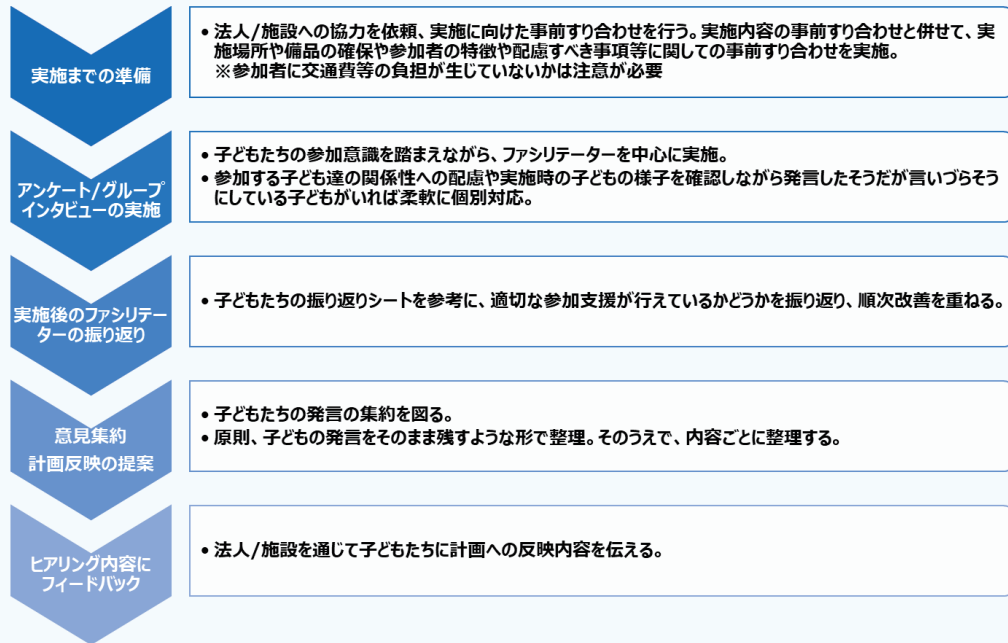 実施までの準備
• 法人/施設への協力を依頼、実施に向けた事前すり合わせを行う。実施内容の事前すり合わせと併せて、実
施場所や備品の確保や参加者の特徴や配慮すべき事項等に関しての事前すり合わせを実施。
※参加者に交通費等の負担が生じていないかは注意が必要
アンケート/グループ
インタビューの実施
• 子どもたちの参加意識を踏まえながら、ファシリテーターを中心に実施。
• 参加する子ども達の関係性への配慮や実施時の子どもの様子を確認しながら発言したそうだが言いづらそう
にしている子どもがいれば柔軟に個別対応。
実施後のファシリテー
ターの振り返り
• 子どもたちの振り返りシートを参考に、適切な参加支援が行えているかどうかを振り返り、順次改善を重ねる。
意見集約
計画反映の提案
• 子どもたちの発言の集約を図る。
• 原則、子どもの発言をそのまま残すような形で整理。そのうえで、内容ごとに整理する。
ヒアリング内容に
フィードバック
• 法人/施設を通じて子どもたちに計画への反映内容を伝える。